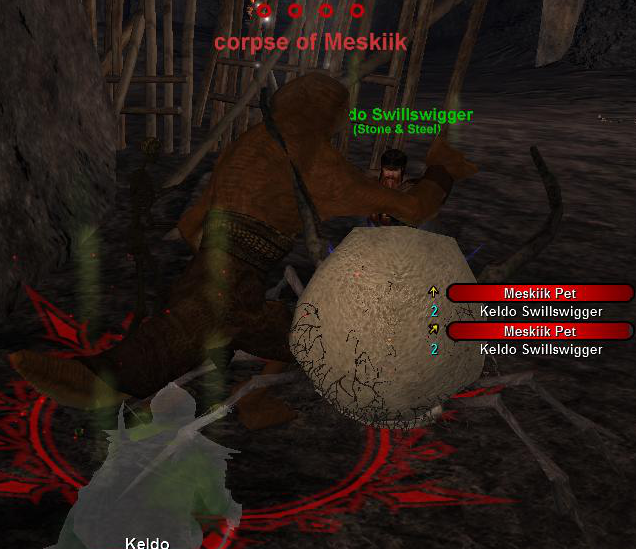 corpse of Meskiik
do Swillswigger
(Stone & Steel)
Meskiik Pet
2 Keldo Swillswigger
Meskiik Pet
2 Keldo Swillswigger
Keldo